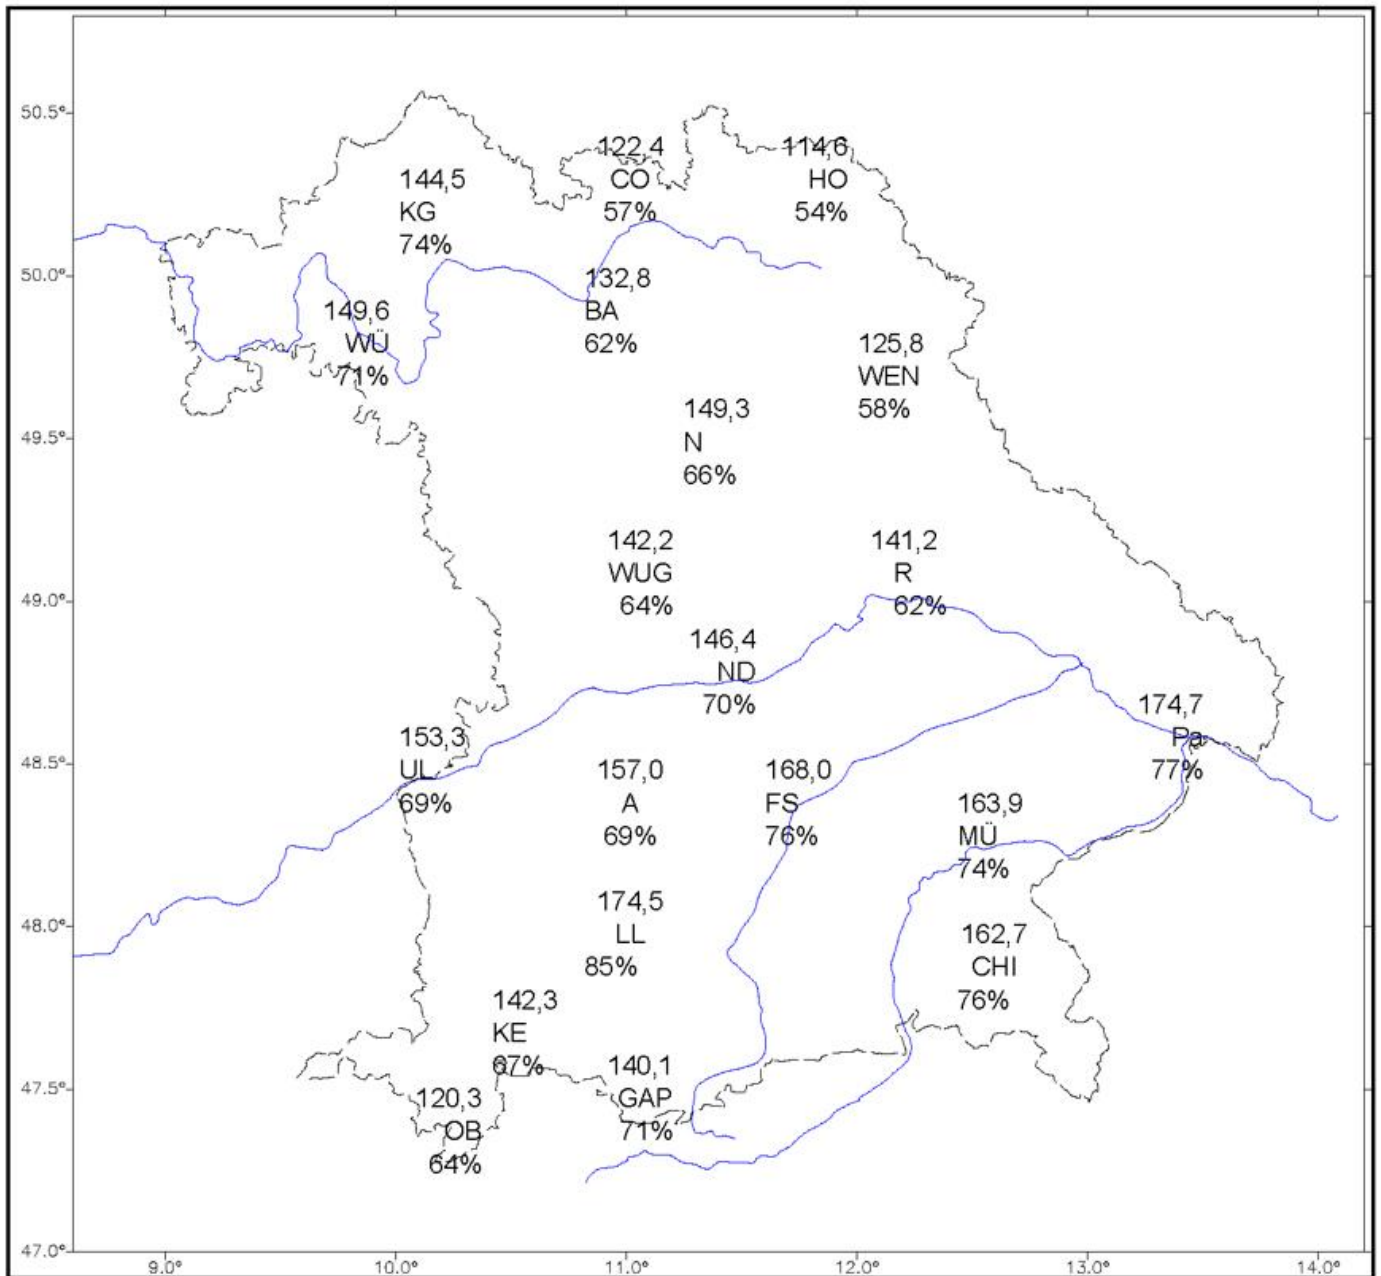 50.5°
122,4
CO
57%
114,6
HO
54%
144,5
KG
74%
50.0°
132,8
BA
62%
149,6
WÜ
71%
125,8
WEN
58%
149,3
N
66%
49.5°
142,2
WUG
64%
141,2
R
62%
49.0°
146,4
ND
70%
174,7
Pa
77%
153,3
UL
69%
48.5°
157,0
A
69%
168,0
FS
76%
163,9
MÜ
74%
174,5
LL
85%
48.0°
162,7
CHI
76%
142,3
KE
67%
140,1
GAP
71%
47.5°
120,3
OB
64%
47.0°
9.0°
10.0°
11.0°
12.0°
13.0°
14.0°